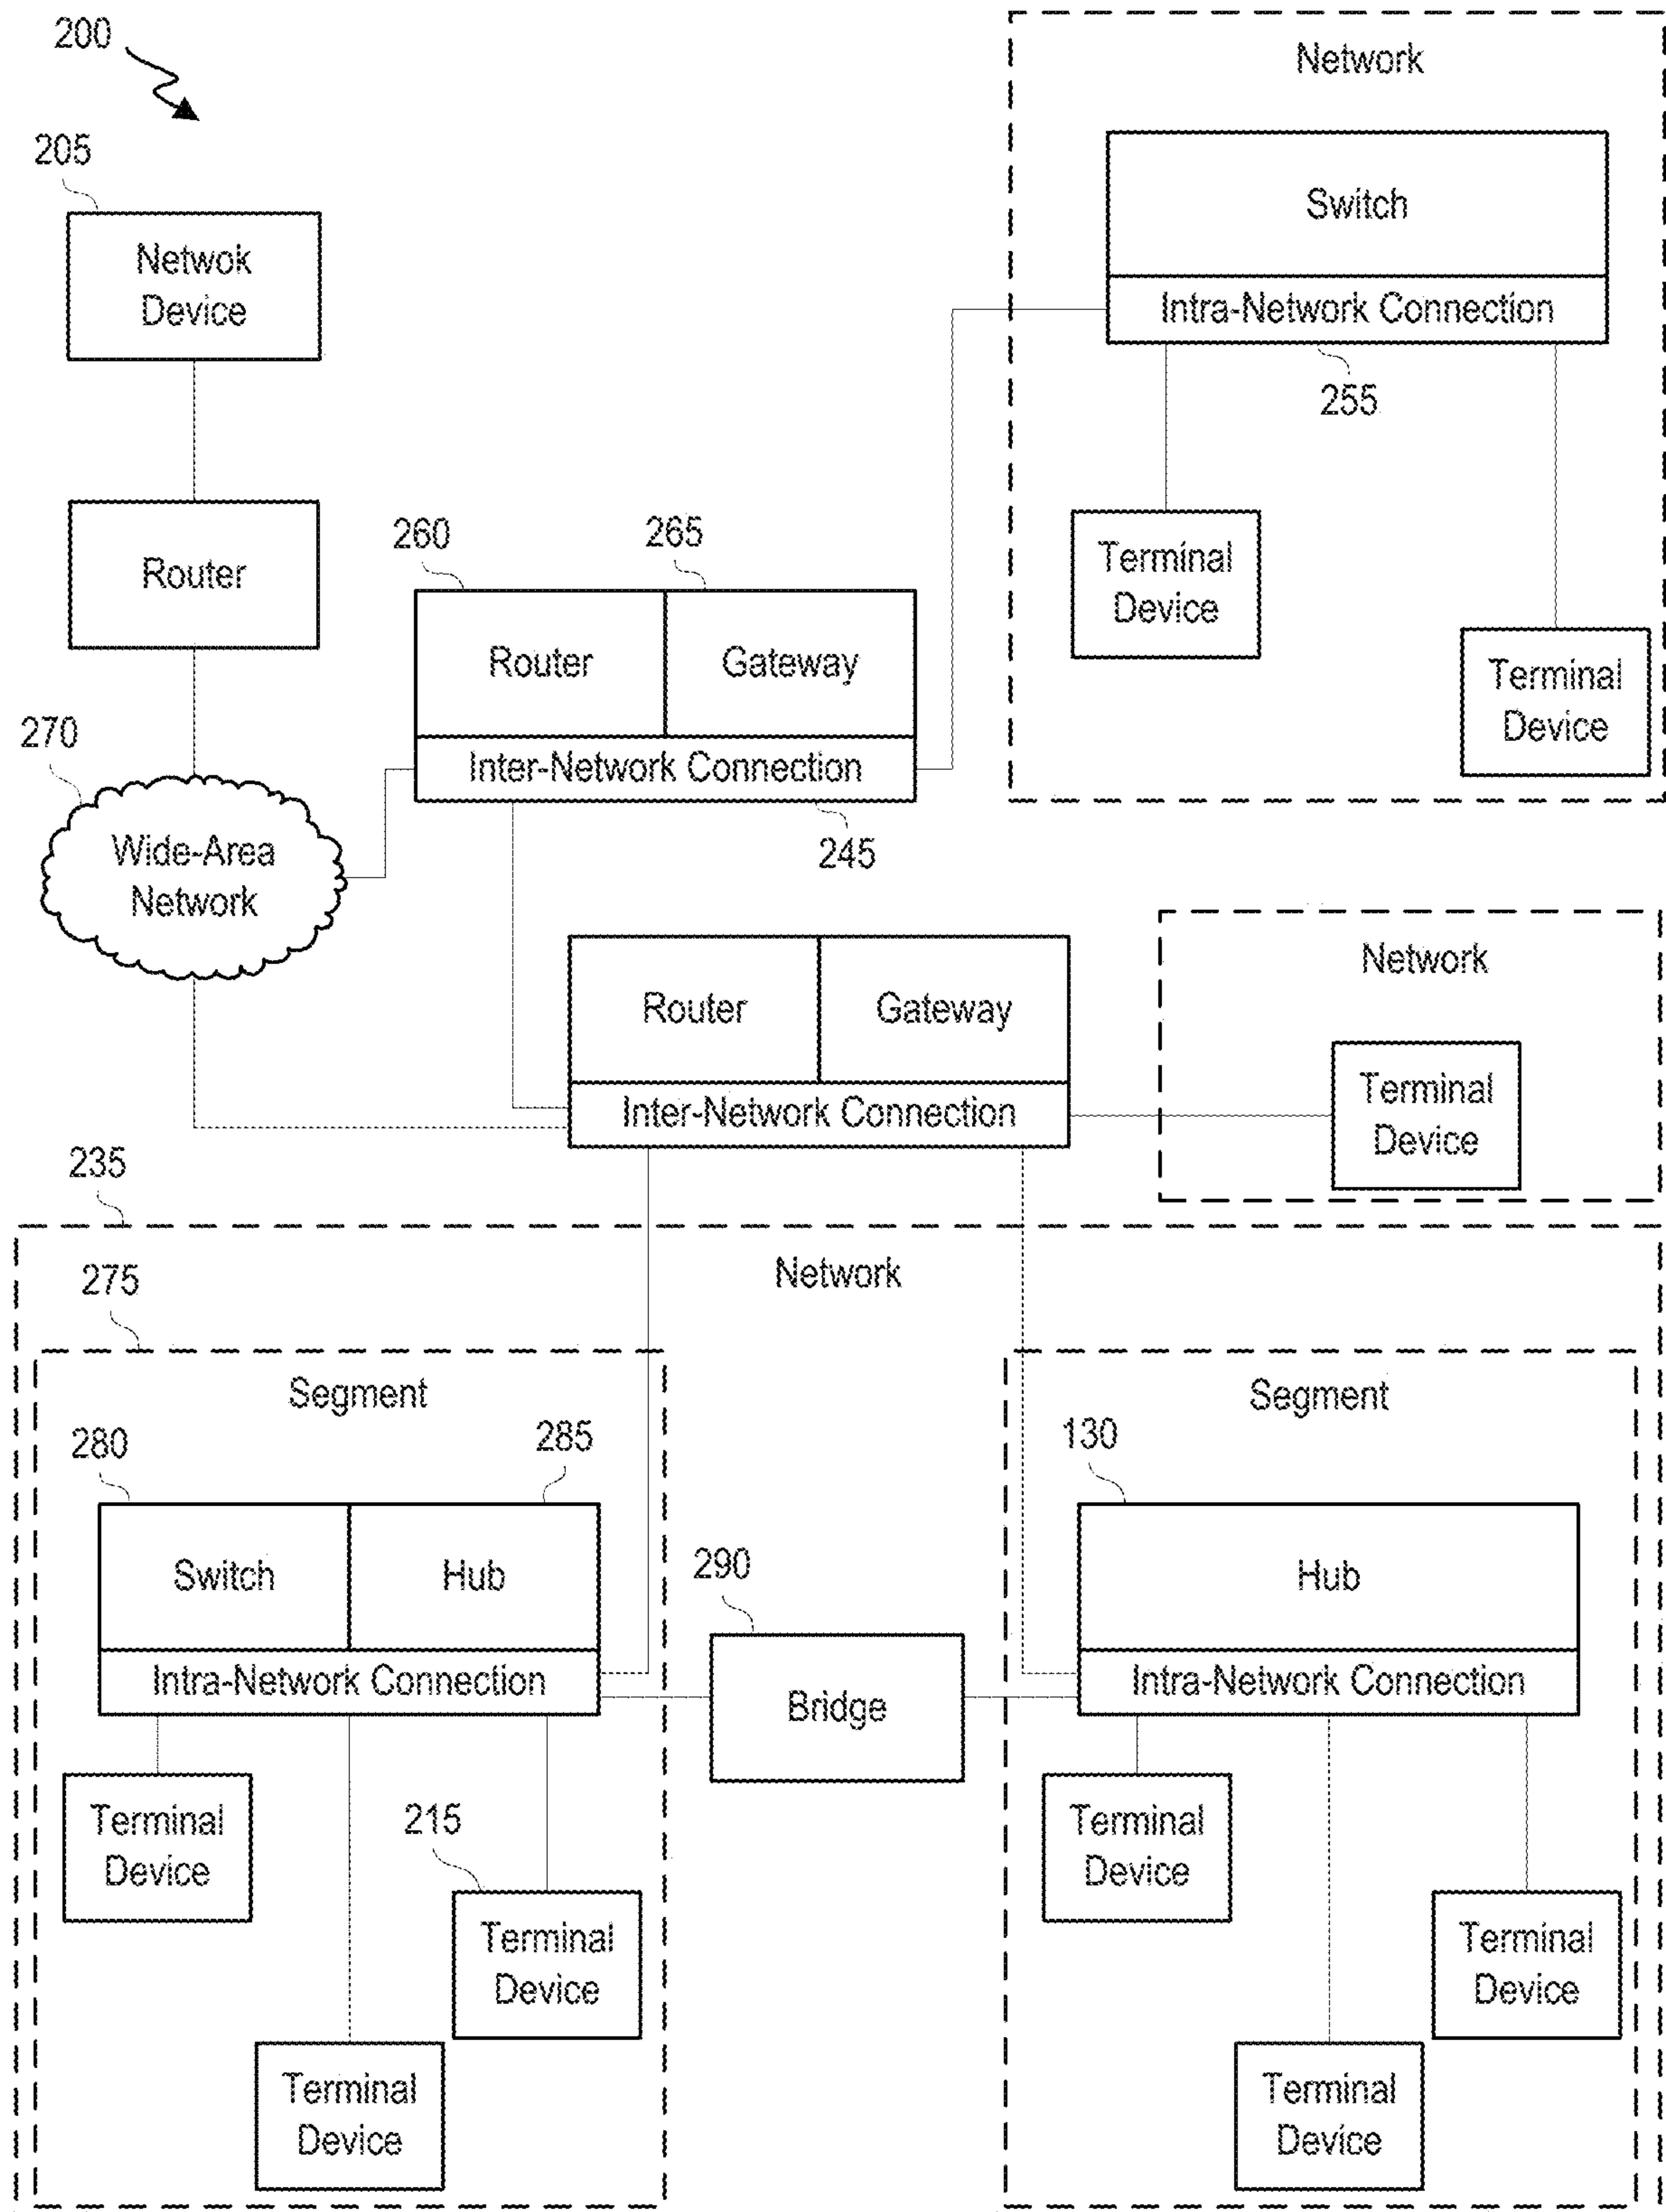 200
Network
205
Switch
Netwok
Device
Intra-Network Connection
255
Router
260
265
Terminal
Device
Router
Gateway
Terminal
Device
270
Inter-Network Connection
245
Wide-Area
Network
Network
Router
Gateway
Terminal
Device
Inter-Network Connection
235
Network
275
Segment
Segment
280
285
130
Switch
Hub
290
Hub
Intra-Network Connection
Bridge
Intra-Network Connection
Terminal
Device
215
Terminal
Device
Terminal
Device
Terminal
Device
Terminal
Device
Terminal
Device